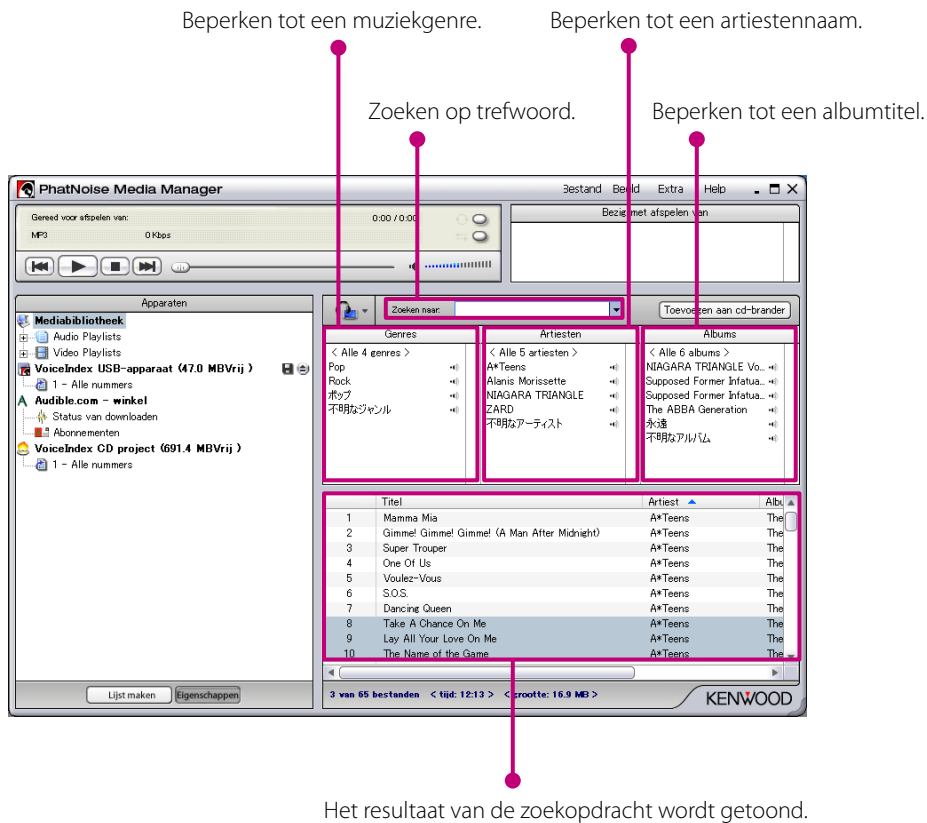 Beperken tot een muziekgenre.
Beperken tot een artiestennaam.
Zoeken op trefwoord.
Beperken tot een albumtitel.
PhatNoise Media Manager
Bestand Beeld Extra Help
Gereed voor afspelen van:
0:00 / 0:00
MP3 0 Kbps
Bezig met afspelen van
Apparaten
Mediabibliotheek
Audio Playlists
Video Playlists
VoiceIndex USB-apparaat (47.0 MBVrij )
1 - Alle nummers
Audible.com - winkel
Status van downloaden
Abonnementen
VoiceIndex CD project (691.4 MBVrij )
1 - Alle nummers
Lijst maken Eigenschappen
Zoeken naar:
Toevoegen aan cd-brander
Genres
< Alle 4 genres >
Pop
Rock
ポップ
不明なジャンル
Artiesten
< Alle 5 artiesten >
A*Teens
Alanis Morissette
NIAGARA TRIANGLE
ZARD
不明なアーティスト
Albums
< Alle 6 albums >
NIAGARA TRIANGLE Vo...
Supposed Former Infatua...
Supposed Former Infatua...
The ABBA Generation
永遠
不明なアルバム
Titel Artiest Albu
1 Mamma Mia A*Teens The
2 Gimme! Gimme! Gimme! (A Man After Midnight) A*Teens The
3 Super Trouper A*Teens The
4 One Of Us A*Teens The
5 Voulez-Vous A*Teens The
6 S.O.S. A*Teens The
7 Dancing Queen A*Teens The
8 Take A Chance On Me A*Teens The
9 Lay All Your Love On Me A*Teens The
10 The Name of the Game A*Teens The
3 van 65 bestanden < tijd: 12:13 > < grootte: 16.9 MB >
KENWOOD
Het resultaat van de zoekopdracht wordt getoond.